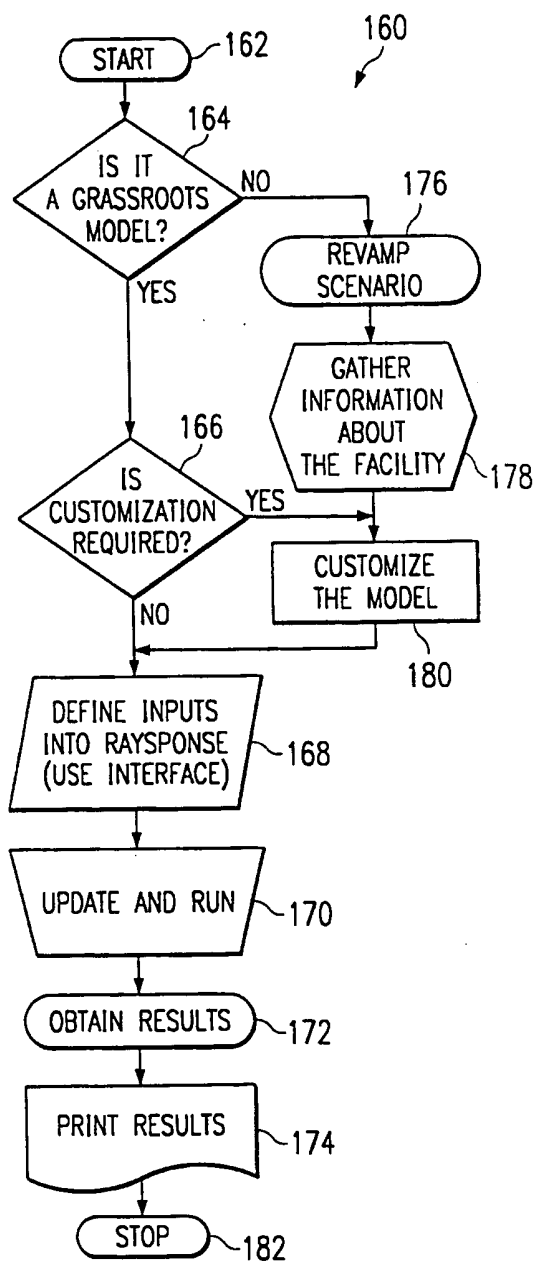 160
START
162
164
IS IT
A GRASSROOTS
MODEL?
NO
YES
176
REVAMP
SCENARIO
GATHER
INFORMATION
ABOUT
THE FACILITY
178
166
IS
CUSTOMIZATION
REQUIRED?
YES
NO
CUSTOMIZE
THE MODEL
180
DEFINE INPUTS
INTO RAYSPONSE
(USE INTERFACE)
168
UPDATE AND RUN
170
OBTAIN RESULTS
172
PRINT RESULTS
174
STOP
182